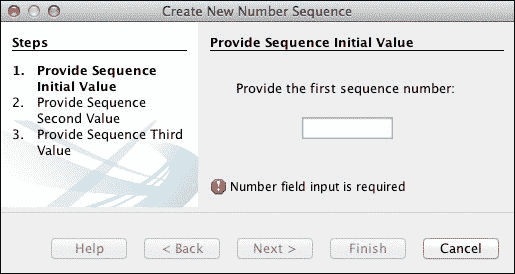 Create New Number Sequence
Steps
1. Provide Sequence
Initial Value
2. Provide Sequence
Second Value
3. Provide Sequence Third
Value
Provide Sequence Initial Value
Provide the first sequence number:
Number field input is required
Help
< Back
Next >
Finish
Cancel